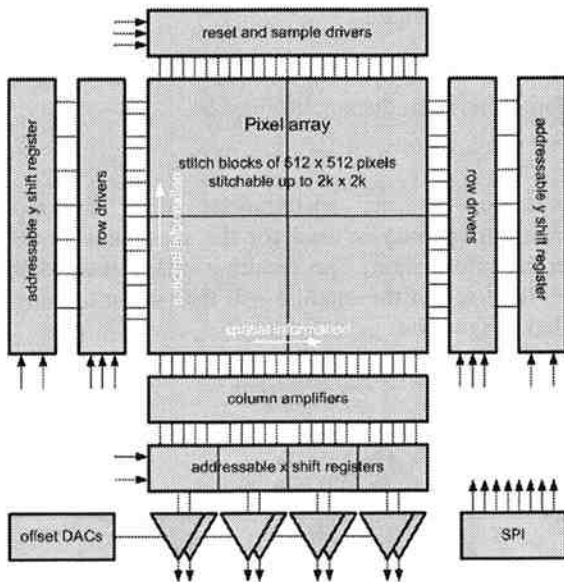 reset and sample drivers
Pixel array
stitch blocks of 512 x 512 pixels
stitchable up to 2k x 2k
addressable y shift register
row drivers
row drivers
addressable y shift register
information
spatial information
column amplifiers
addressable x shift registers
offset DACs
SPI